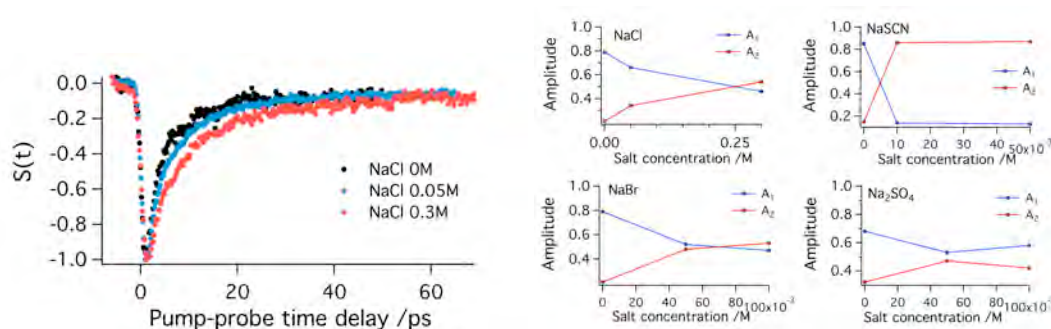 0.0
-0.2
-0.4
-0.6
-0.8
-1.0
S(t)
NaCl 0M
NaCl 0.05M
NaCl 0.3M
0
20
40
60
Pump-probe time delay /ps
1.0
0.8
0.6
0.4
Amplitude
NaCl
A₁
A₂
0.00
0.25
Salt concentration /M
1.0
0.8
0.6
0.4
0.2
Amplitude
NaSCN
A₁
A₂
0
10
20
30
40
50x10⁻³
Salt concentration /M
1.0
0.8
0.6
0.4
Amplitude
NaBr
A₁
A₂
0
20
40
60
80
100x10⁻³
Salt concentration /M
1.0
0.8
0.6
0.4
Amplitude
Na₂SO₄
A₁
A₂
0
20
40
60
80
100x10⁻³
Salt concentration /M